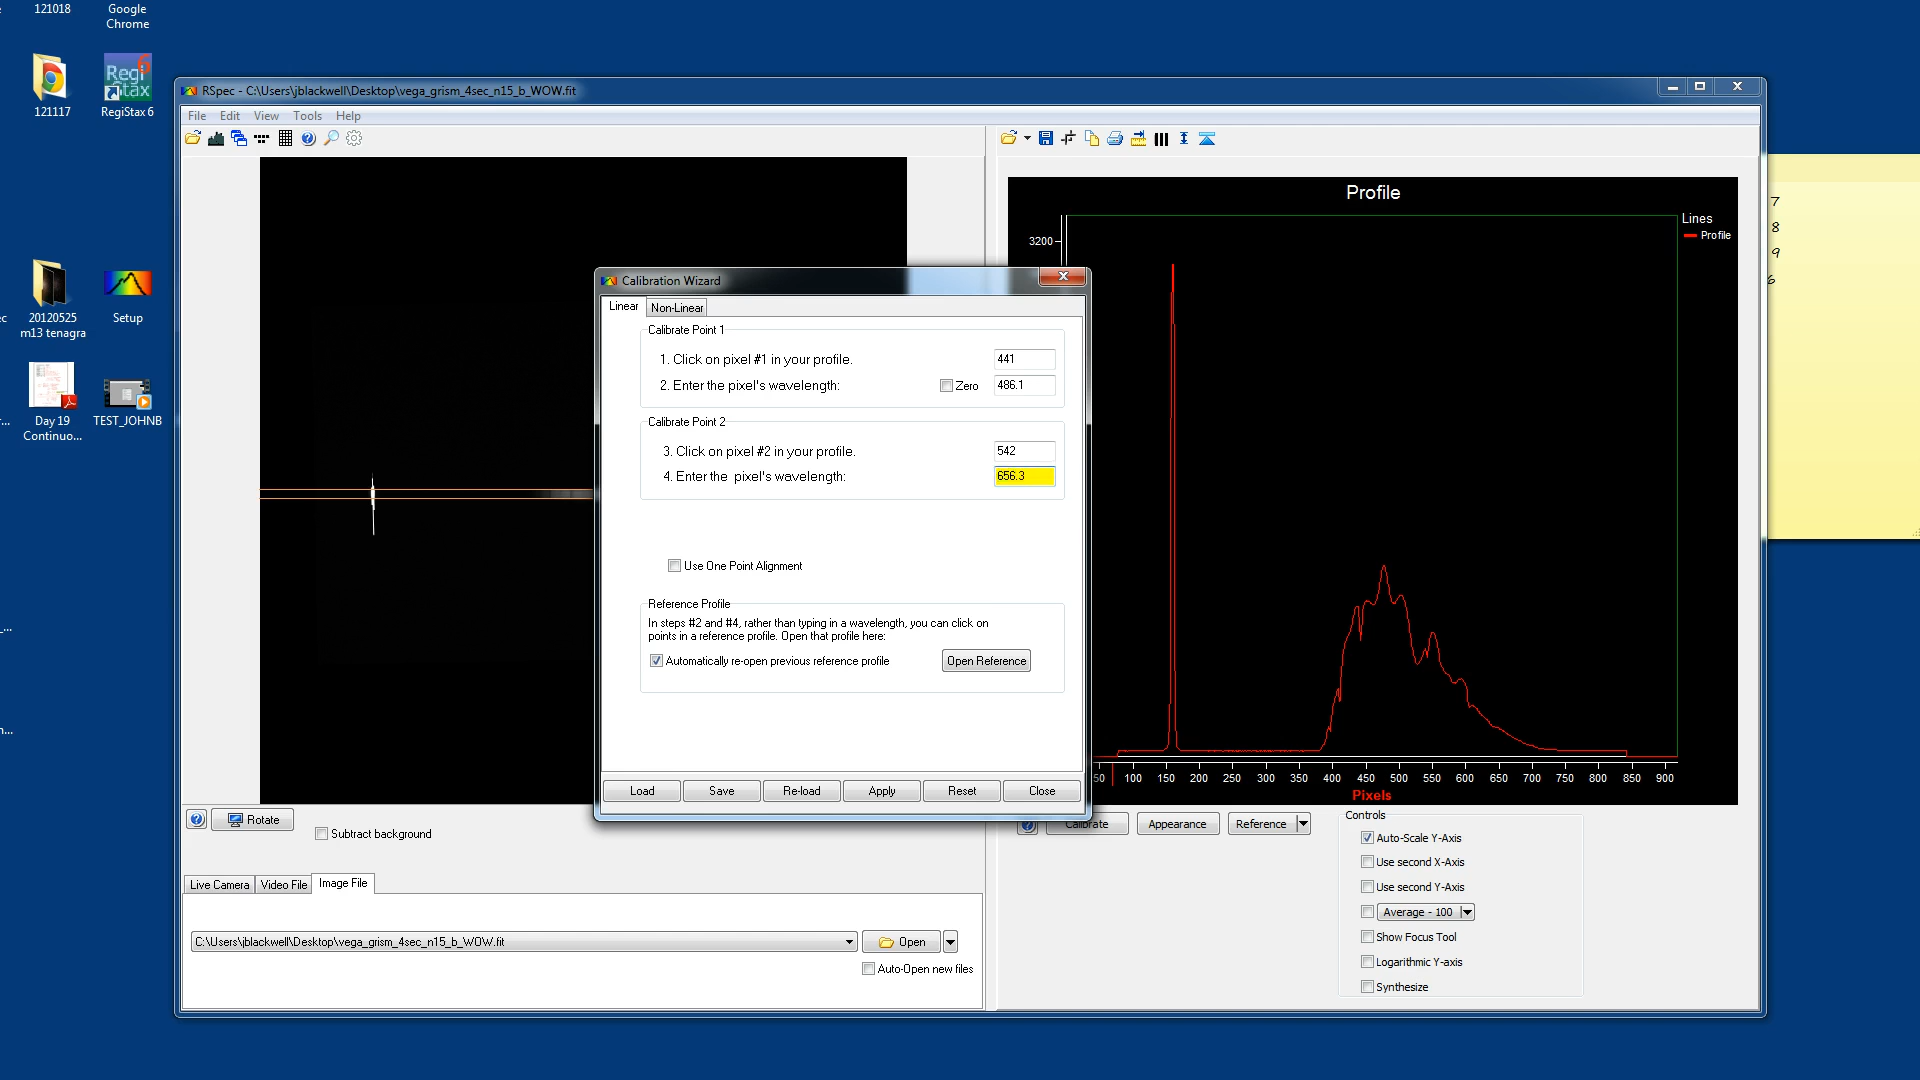 121018
Google
Chrome
121117
RegiStax 6
20120525
m13 tenagra
Setup
Day 19
Continuo...
TEST_JOHNB
RSpec - C:\Users\jblackwell\Desktop\vega_grism_4sec_n15_b_WOW.fit
File Edit View Tools Help
Profile
Lines
Profile
3200
7
8
9
6
Calibration Wizard
Linear Non-Linear
Calibrate Point 1
1. Click on pixel #1 in your profile. 441
2. Enter the pixel's wavelength: Zero 486.1
Calibrate Point 2
3. Click on pixel #2 in your profile. 542
4. Enter the pixel's wavelength: 656.3
Use One Point Alignment
Reference Profile
In steps #2 and #4, rather than typing in a wavelength, you can click on
points in a reference profile. Open that profile here:
Automatically re-open previous reference profile Open Reference
Load Save Re-load Apply Reset Close
50 100 150 200 250 300 350 400 450 500 550 600 650 700 750 800 850 900
Pixels
Rotate
Subtract background
Calibrate Appearance Reference
Controls
Auto-Scale Y-Axis
Use second X-Axis
Use second Y-Axis
Average - 100
Show Focus Tool
Logarithmic Y-axis
Synthesize
Live Camera Video File Image File
C:\Users\jblackwell\Desktop\vega_grism_4sec_n15_b_WOW.fit Open
Auto-Open new files